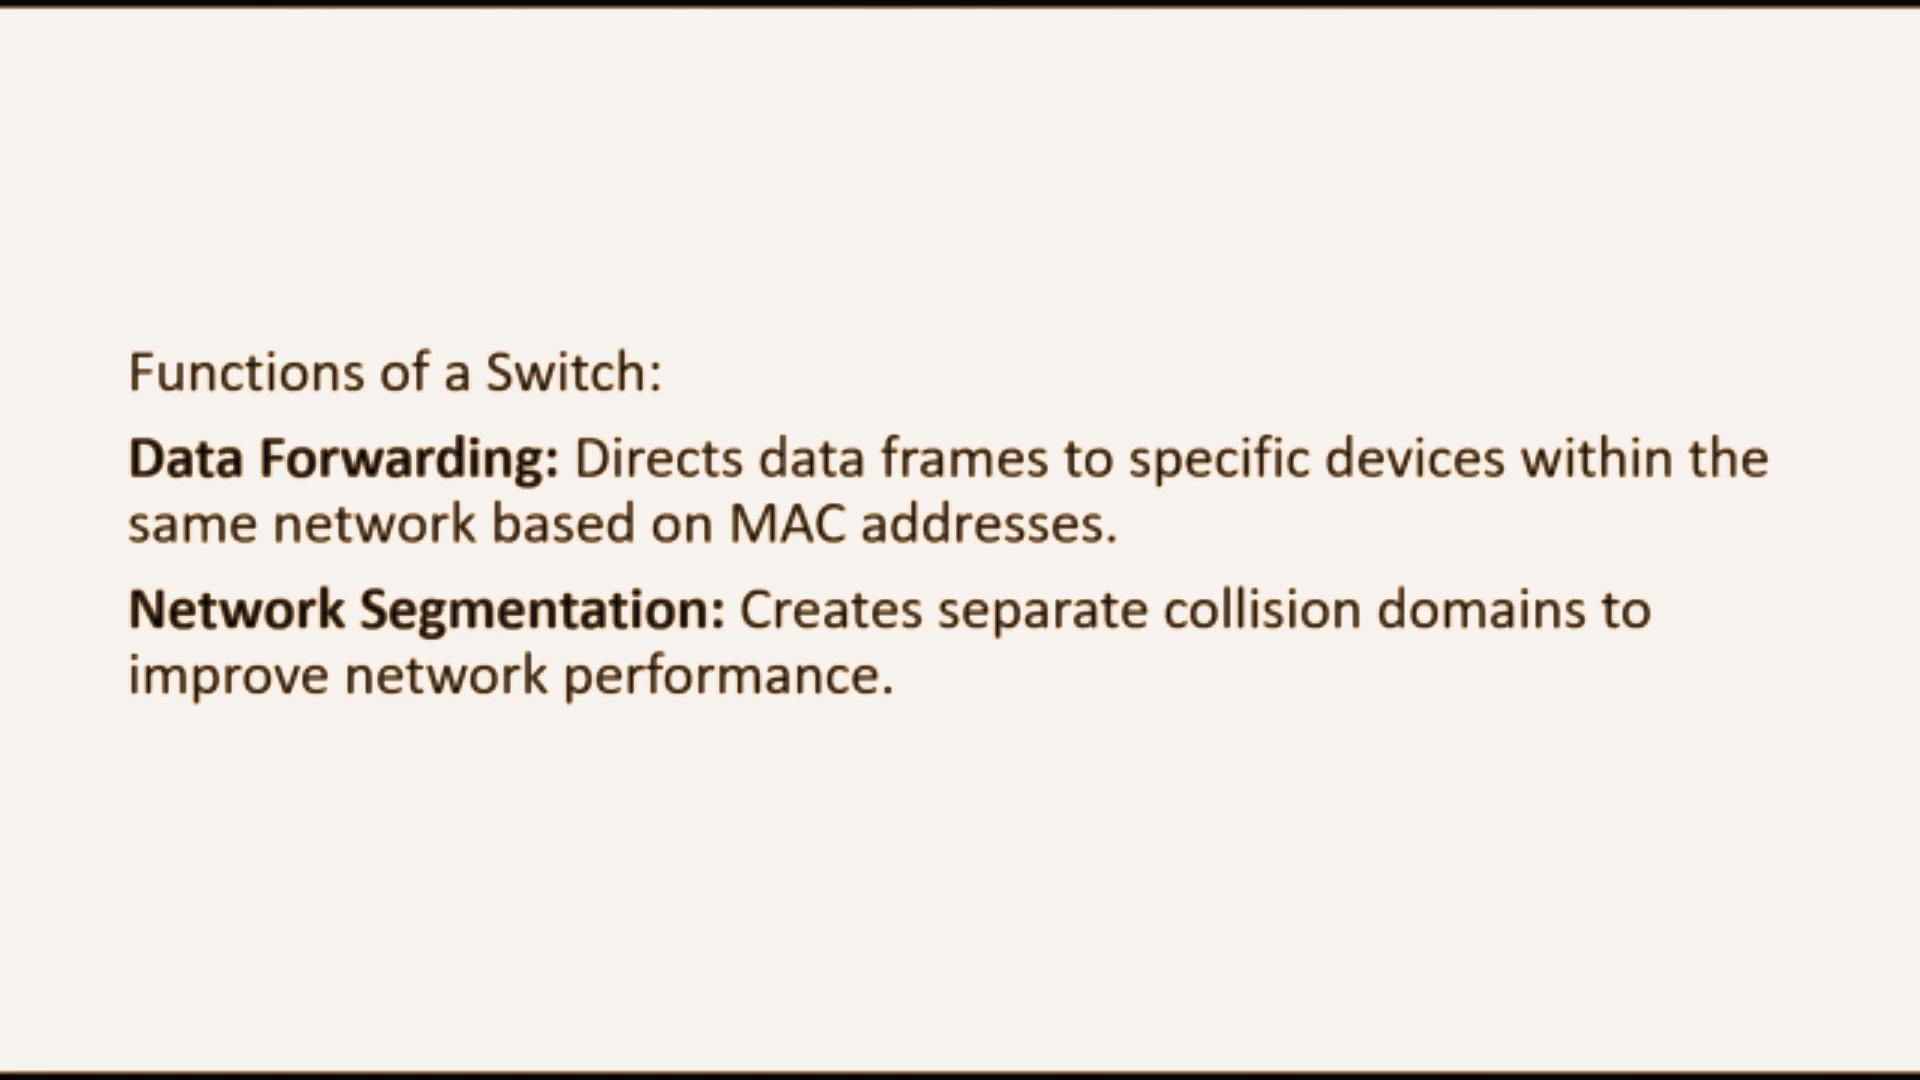 Functions of a Switch:
Data Forwarding: Directs data frames to specific devices within the
same network based on MAC addresses.
Network Segmentation: Creates separate collision domains to
improve network performance.